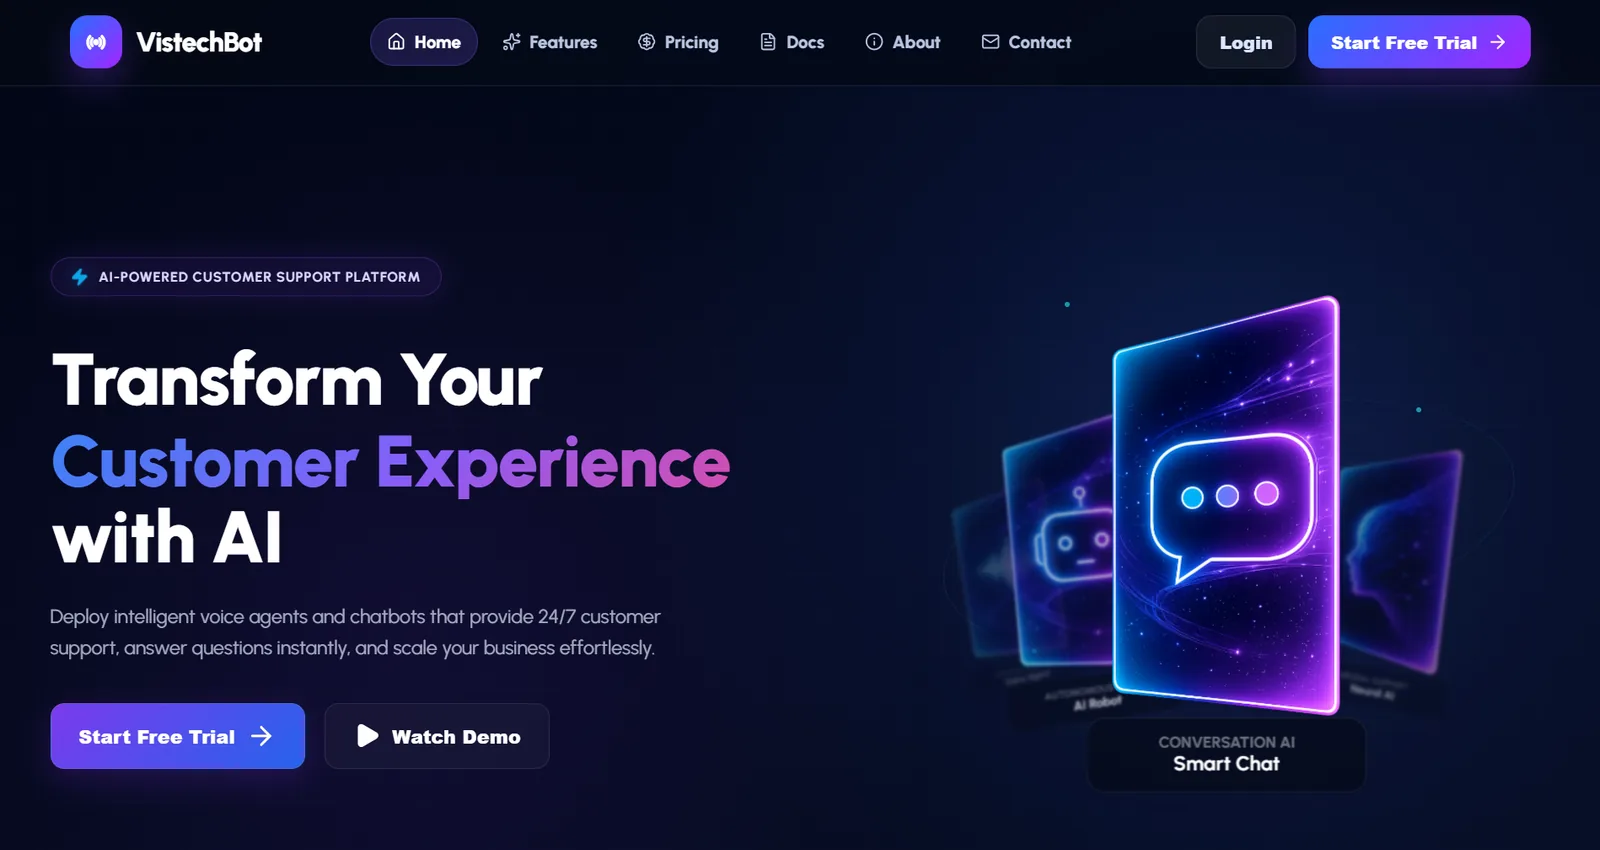 VistechBot
Home
Features
Pricing
Docs
About
Contact
Login
Start Free Trial
AI-POWERED CUSTOMER SUPPORT PLATFORM
Transform Your
Customer Experience
with AI
Deploy intelligent voice agents and chatbots that provide 24/7 customer
support, answer questions instantly, and scale your business effortlessly.
Start Free Trial
Watch Demo
AI Robot
Neural AI
CONVERSATION AI
Smart Chat